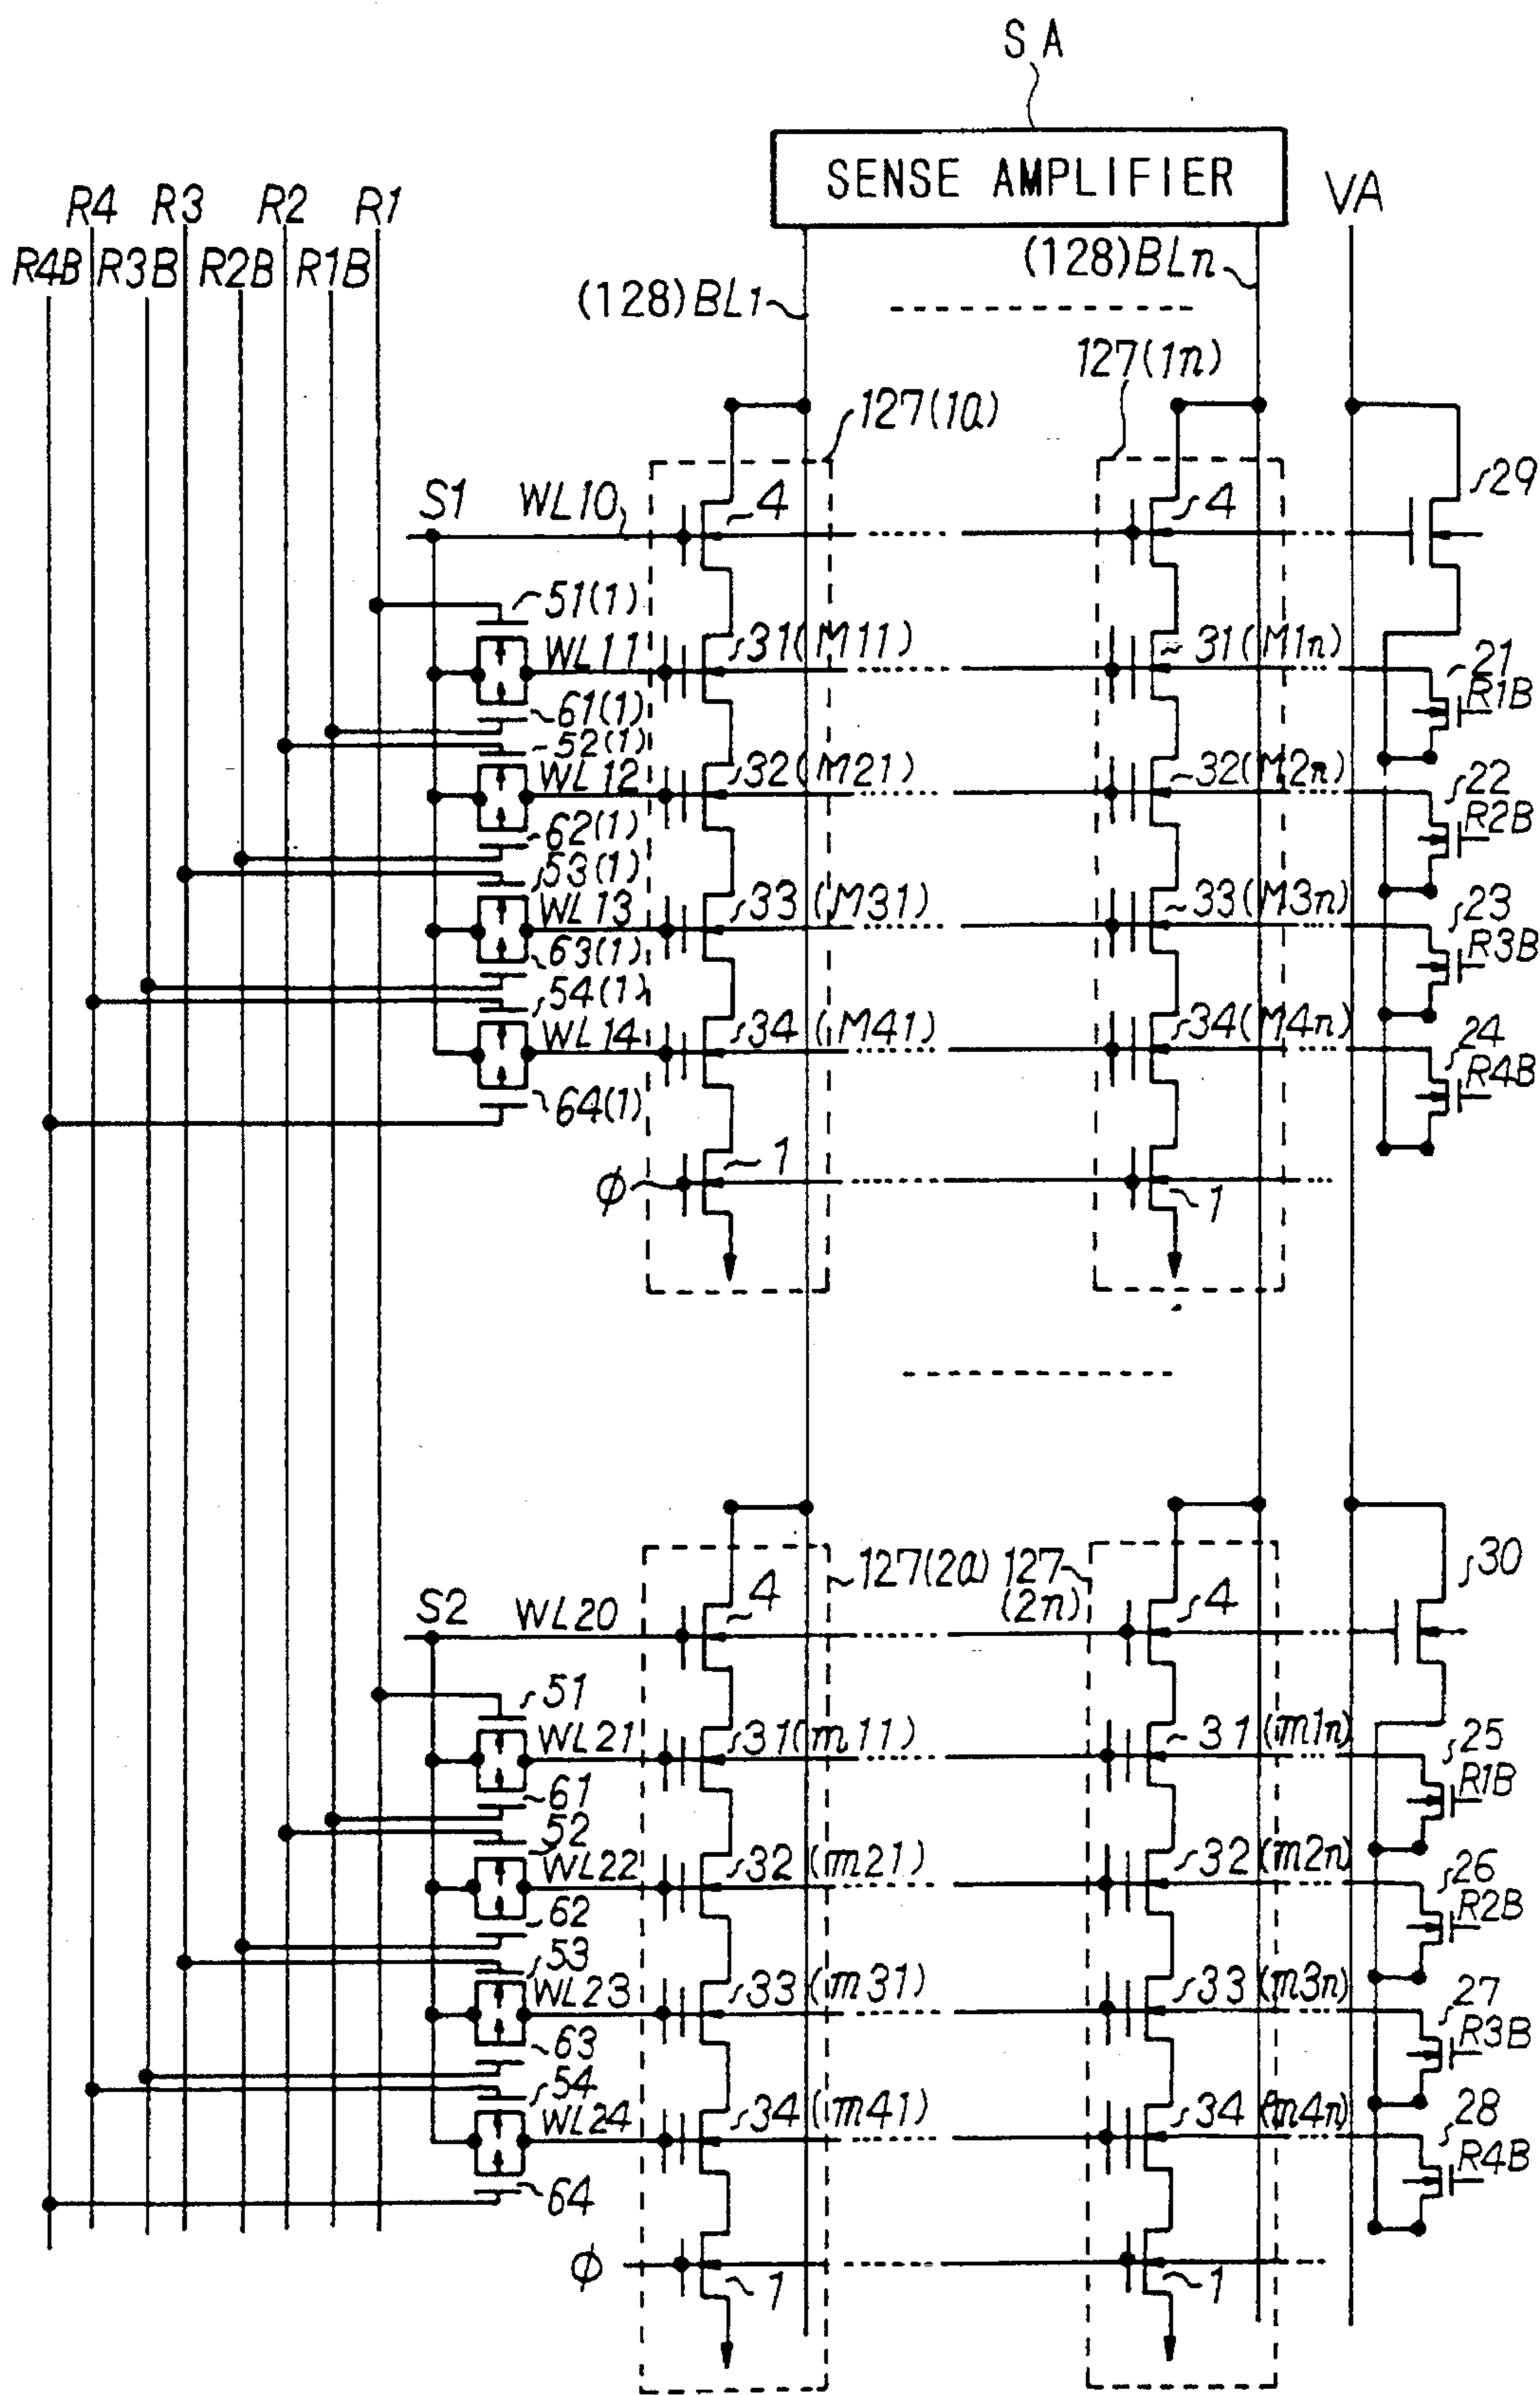 SA
SENSE AMPLIFIER
VA
R4 R3 R2 R1
R4B R3B R2B R1B
(128)BL1
(128)BLn
127(1a)
127(1n)
S1 WL10 4 4 29
51(1)
WL11 31(M11) 31(M1n) 21
R1B
61(1)
52(1)
WL12 32(M21) 32(M2n) 22
R2B
62(1)
53(1)
WL13 33(M31) 33(M3n) 23
R3B
63(1)
54(1)
WL14 34(M41) 34(M4n) 24
R4B
64(1)
φ 1 1
127(2a) 127
(2n)
30
S2 WL20 4 4
51
WL21 31(m11) 31(m1n) 25
R1B
61
52
WL22 32(m21) 32(m2n) 26
R2B
62
53
WL23 33(m31) 33(m3n) 27
R3B
63
54
WL24 34(m41) 34(m4n) 28
R4B
64
φ 1 1